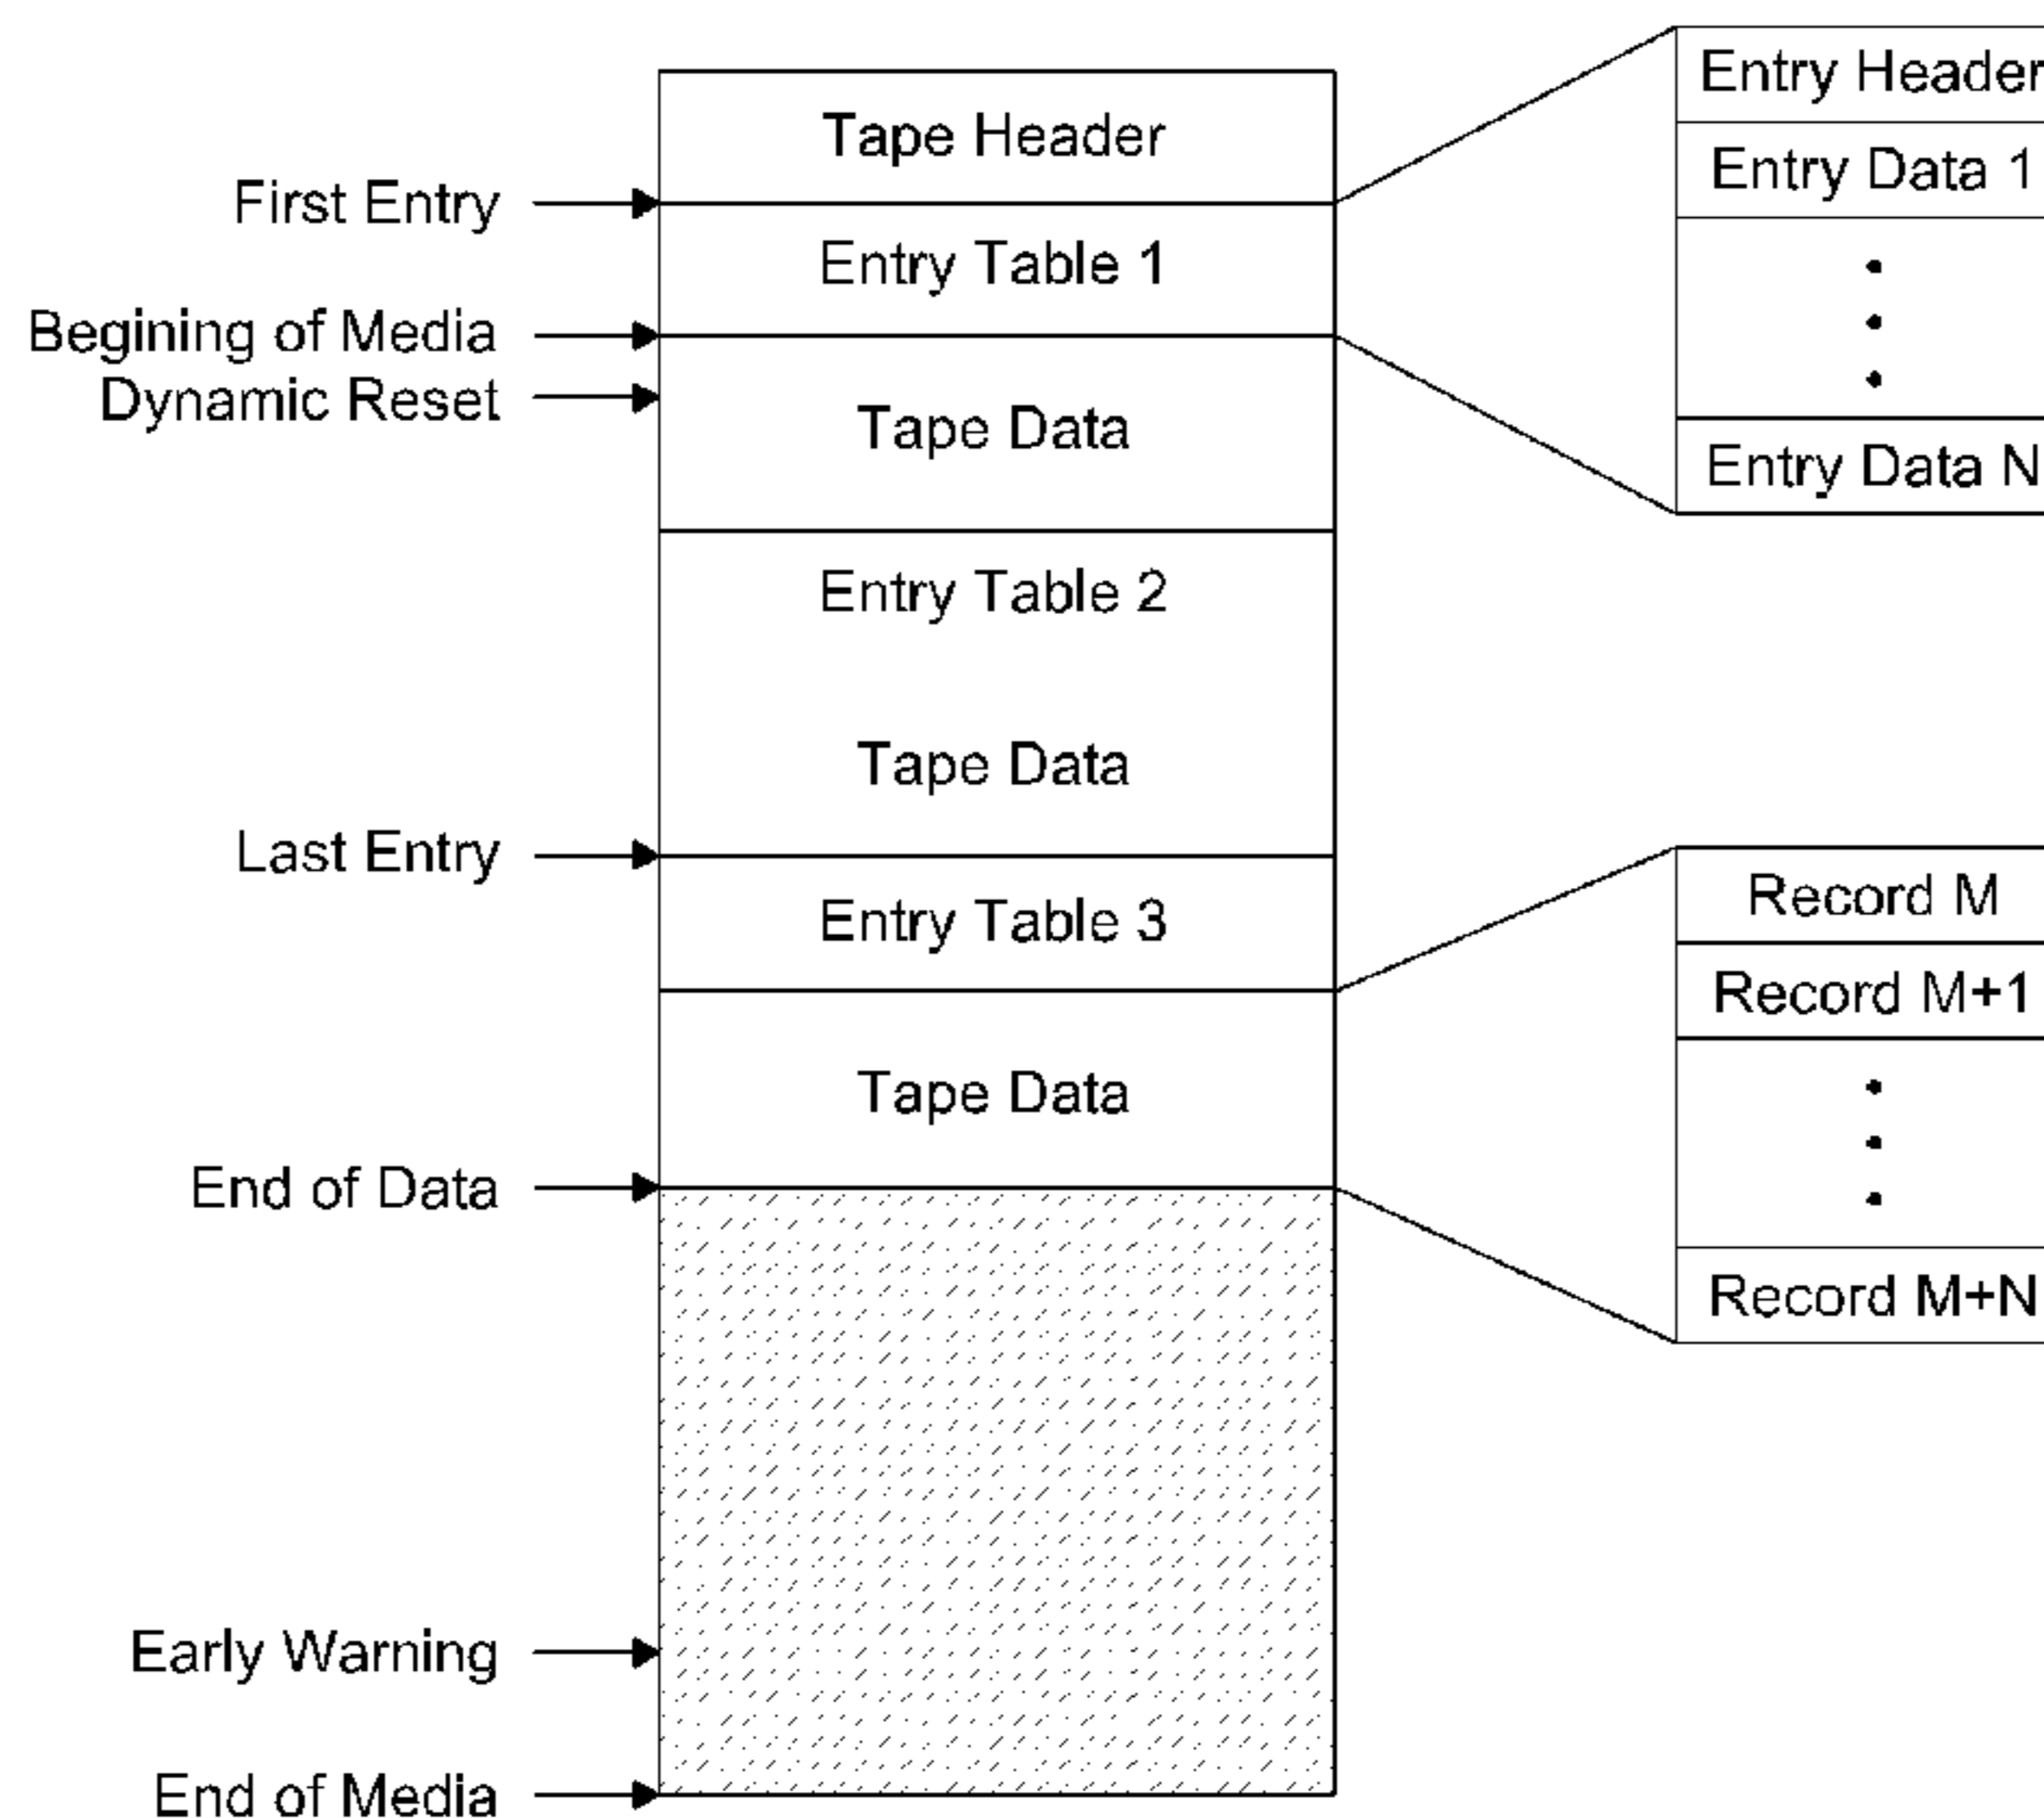 Tape Header
First Entry
Entry Table 1
Begining of Media
Dynamic Reset
Tape Data
Entry Table 2
Tape Data
Last Entry
Entry Table 3
Tape Data
End of Data
Early Warning
End of Media
Entry Header
Entry Data 1
Entry Data N
Record M
Record M+1
Record M+N